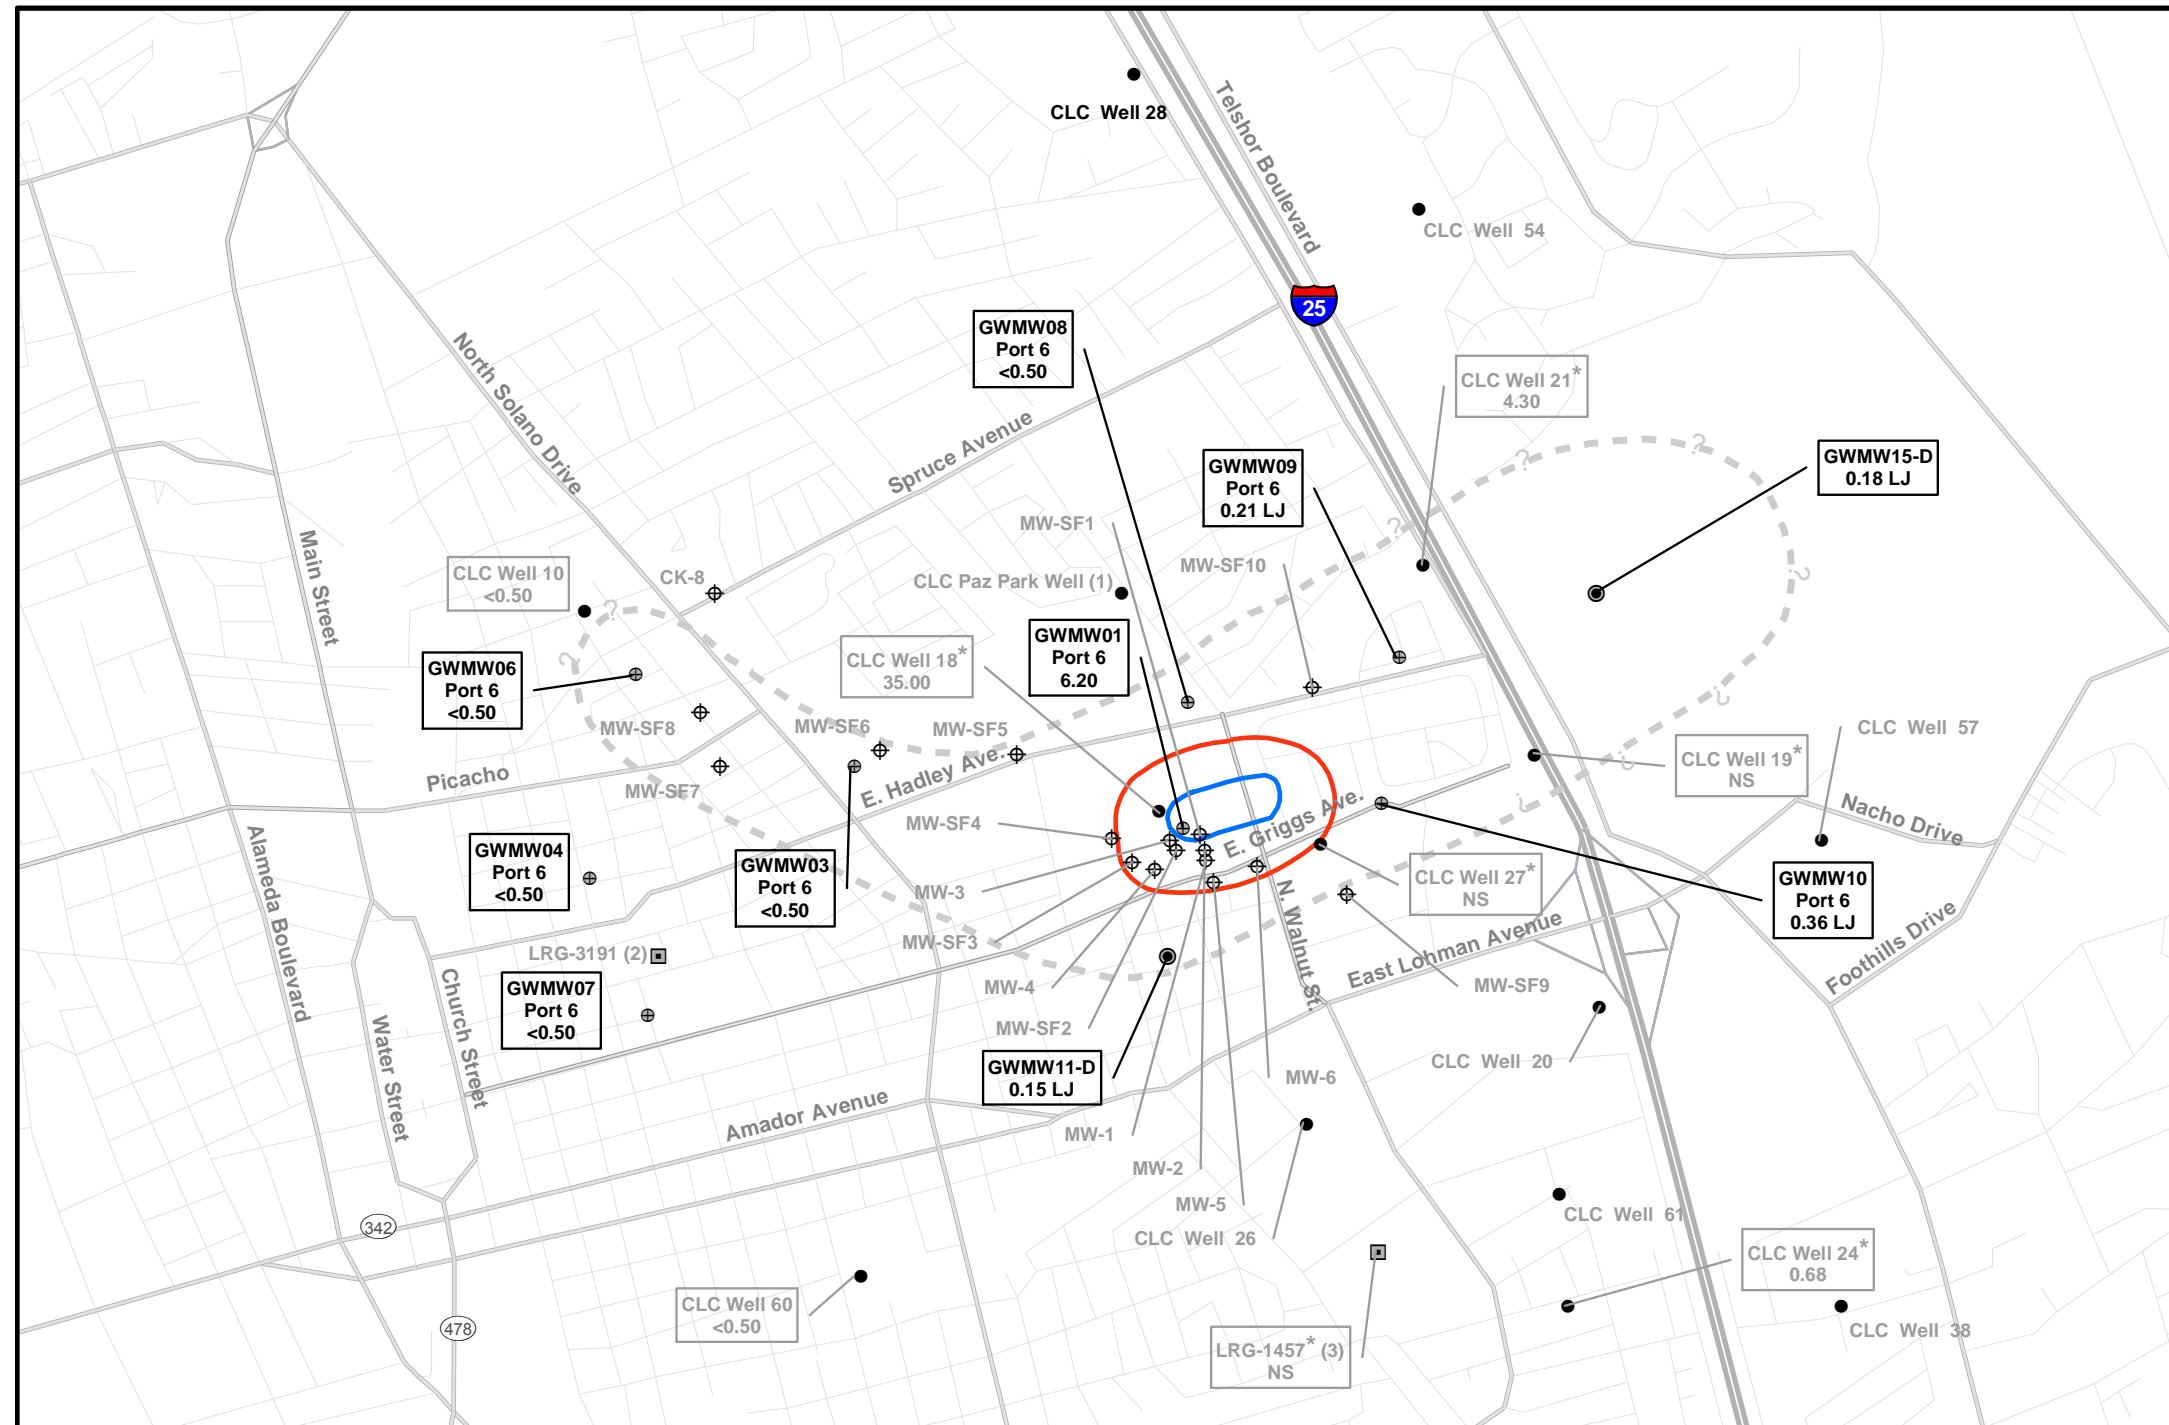 CLC Well 28
Telshor Boulevard
CLC Well 54
25
GWMW08
Port 6
<0.50
North Solano Drive
CLC Well 21*
4.30
Spruce Avenue
?
?
GWMW15-D
0.18 LJ
GWMW09
Port 6
0.21 LJ
?
MW-SF1
Main Street
MW-SF10
CLC Well 10
<0.50
CK-8
CLC Paz Park Well (1)
?
?
GWMW01
Port 6
6.20
CLC Well 18*
35.00
?
GWMW06
Port 6
<0.50
?
MW-SF8
MW-SF6
MW-SF5
CLC Well 57
CLC Well 19*
NS
?
Picacho
MW-SF7
E. Hadley Ave.
?
Nacho Drive
MW-SF4
E. Griggs Ave.
GWMW04
Port 6
<0.50
GWMW03
Port 6
<0.50
MW-3
CLC Well 27*
NS
GWMW10
Port 6
0.36 LJ
Alameda Boulevard
MW-SF3
N. Walnut St.
East Lohman Avenue
Foothills Drive
LRG-3191 (2)
MW-4
MW-SF9
GWMW07
Port 6
<0.50
Church Street
Water Street
MW-SF2
GWMW11-D
0.15 LJ
CLC Well 20
MW-6
Amador Avenue
MW-1
MW-2
MW-5
CLC Well 61
342
CLC Well 26
CLC Well 24*
0.68
CLC Well 60
<0.50
478
CLC Well 38
LRG-1457* (3)
NS